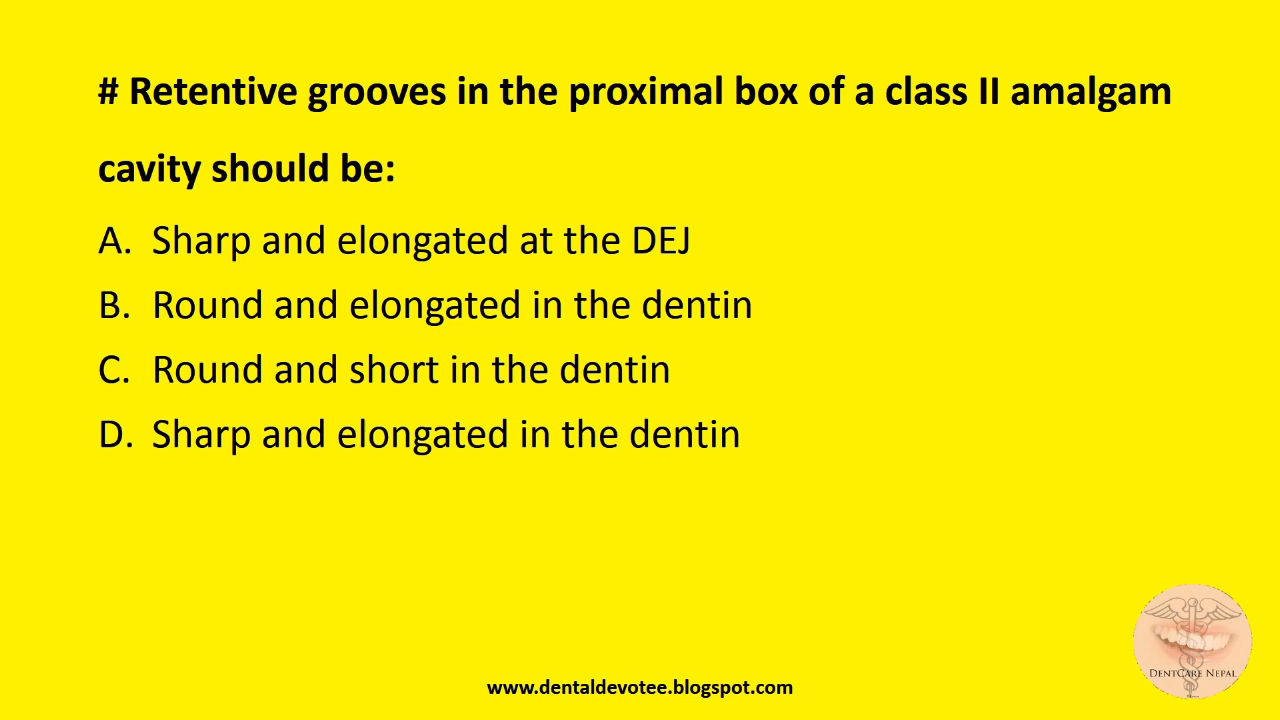 # Retentive grooves in the proximal box of a class II amalgam
cavity should be:
A. Sharp and elongated at the DEJ
B. Round and elongated in the dentin
C. Round and short in the dentin
D. Sharp and elongated in the dentin
DENTCARE NEPAL
www.dentaldevotee.blogspot.com